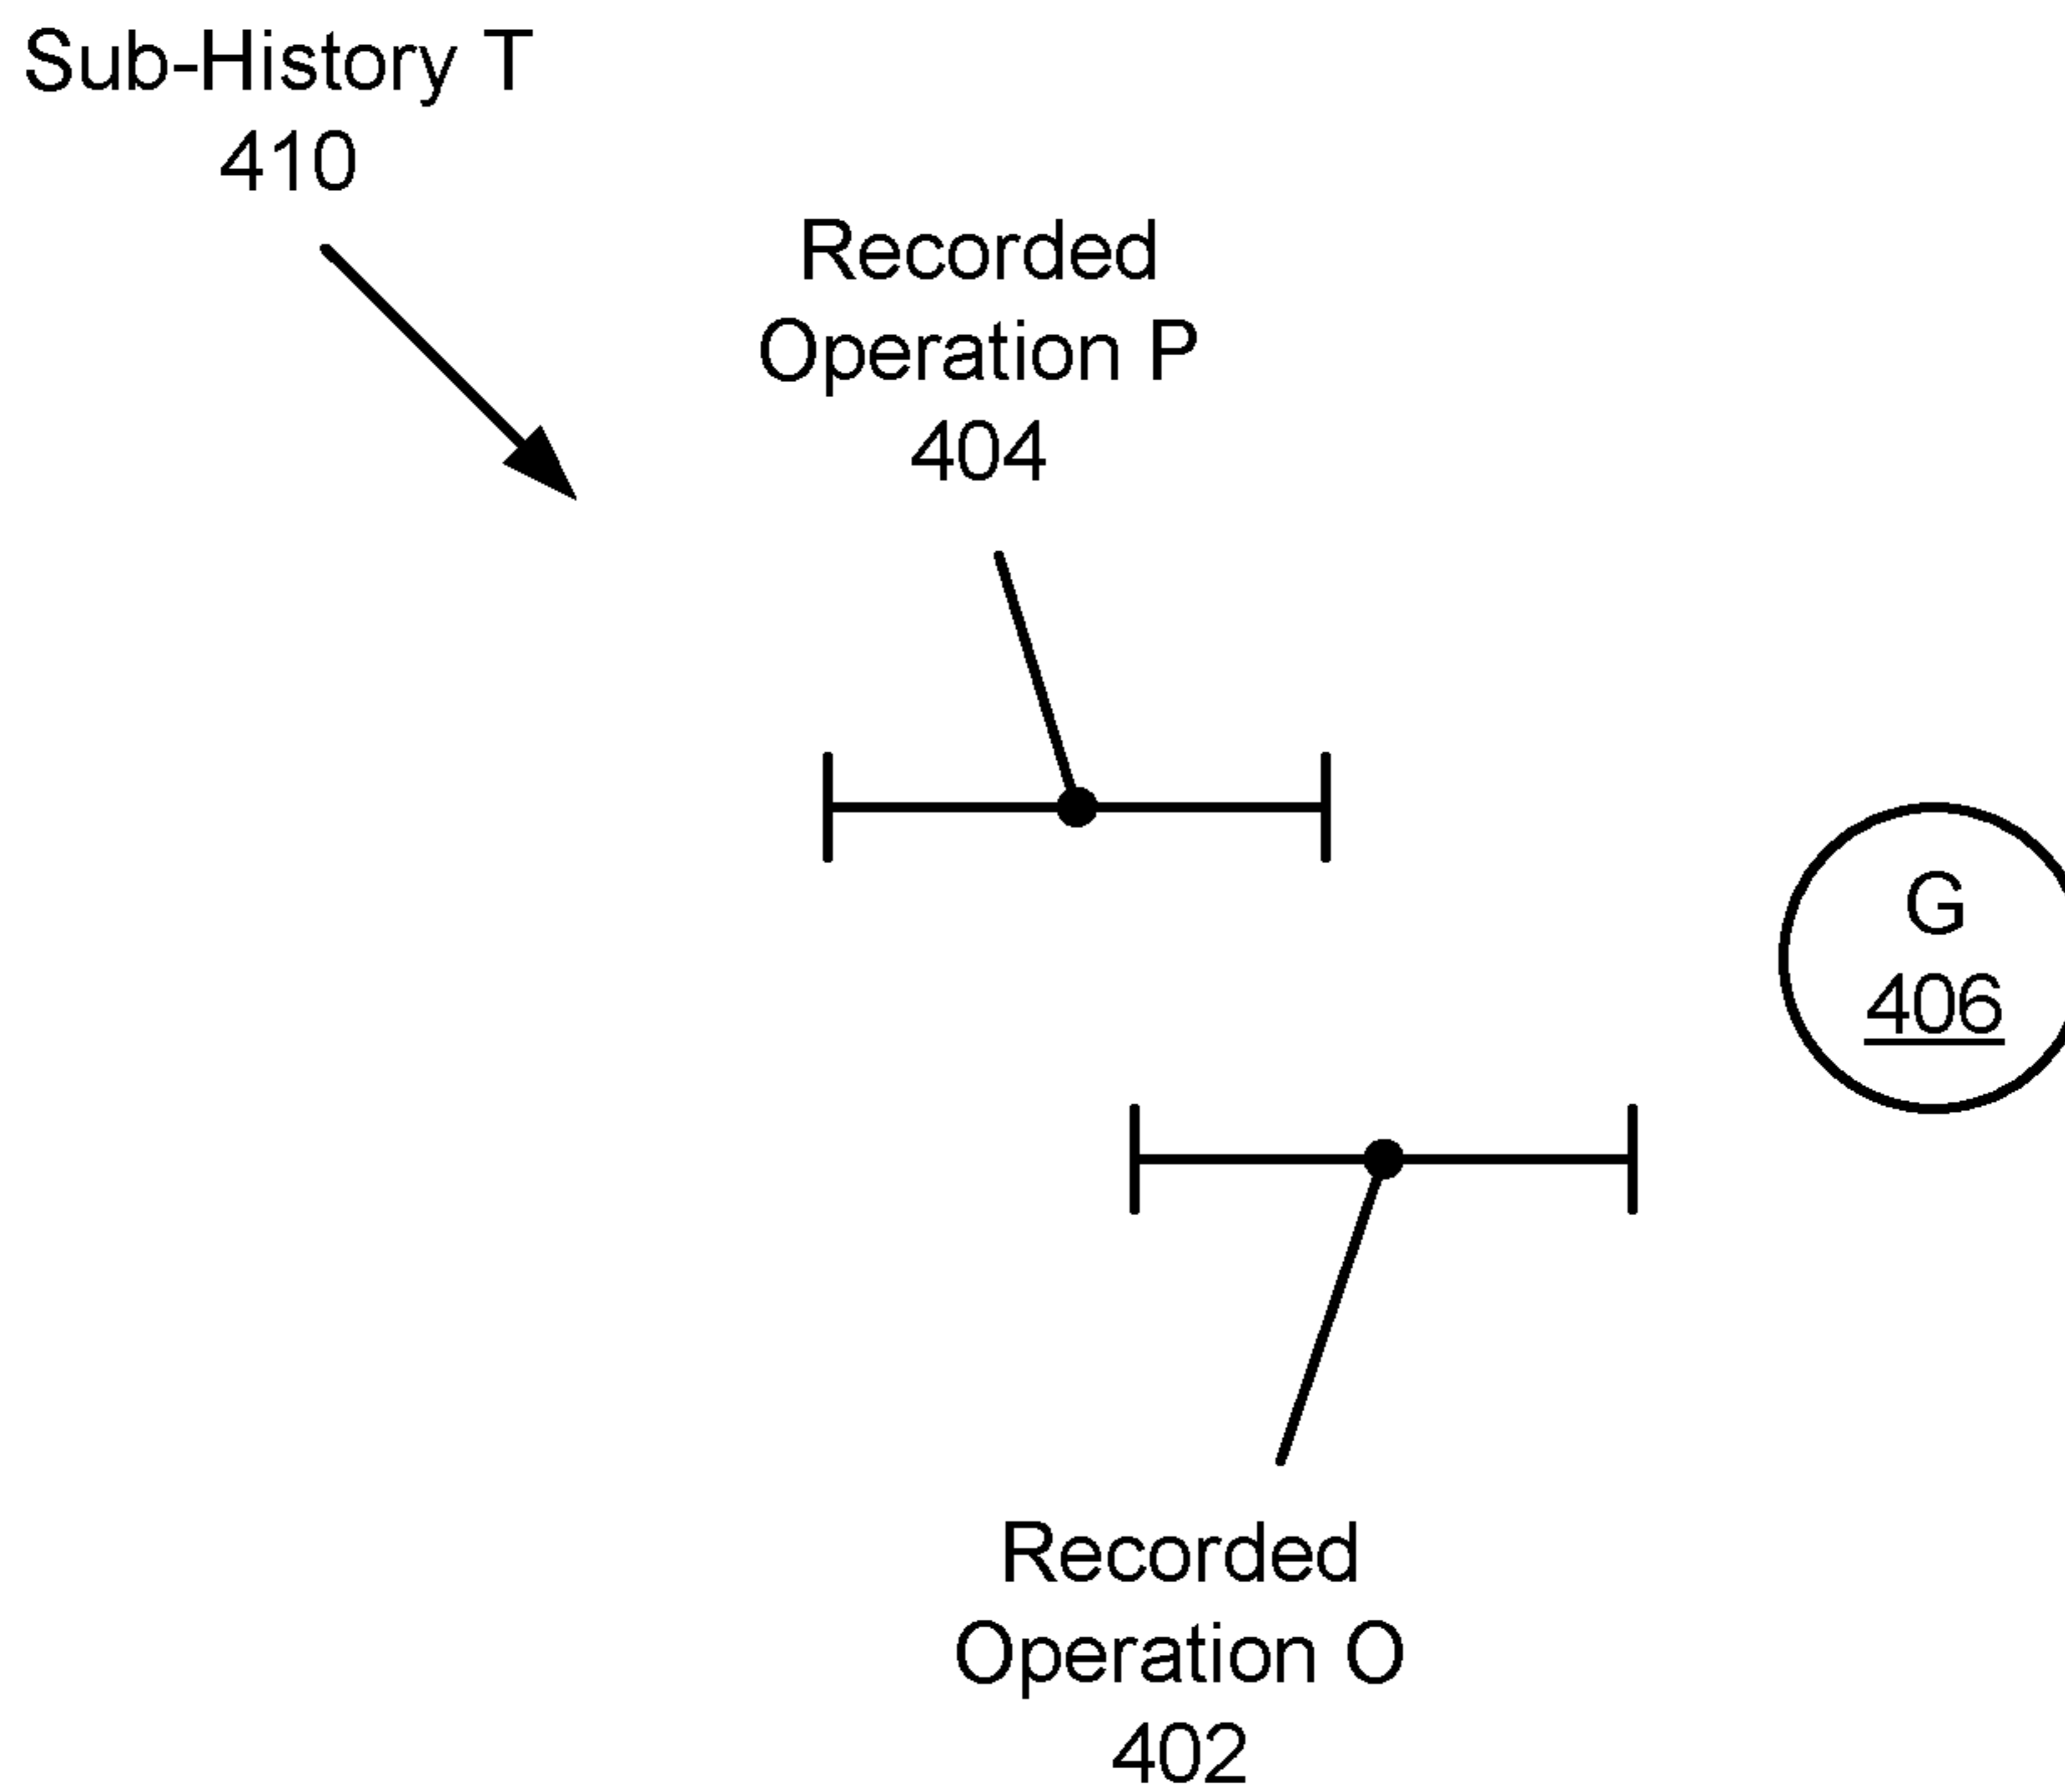 Sub-History T
410
Recorded
Operation P
404
G
406
Recorded
Operation O
402